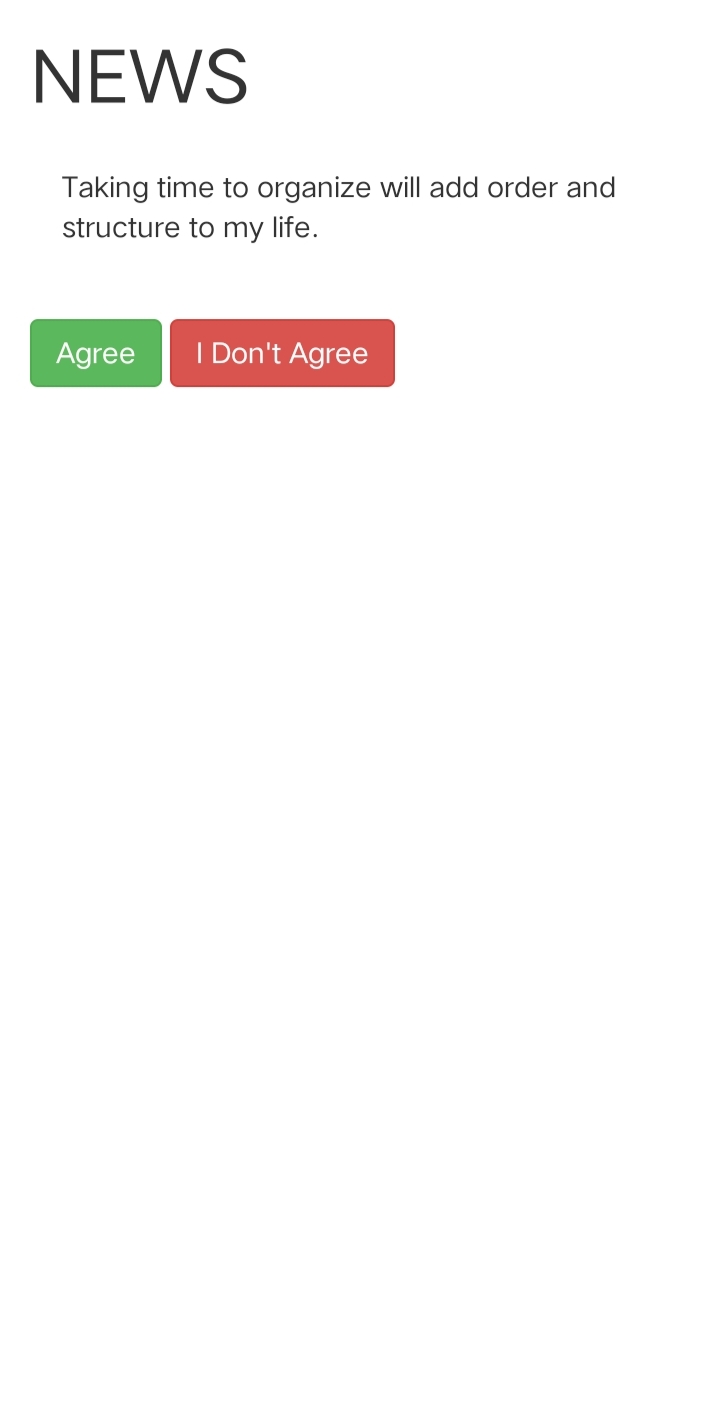 NEWS
Taking time to organize will add order and
structure to my life.
Agree
I Don't Agree